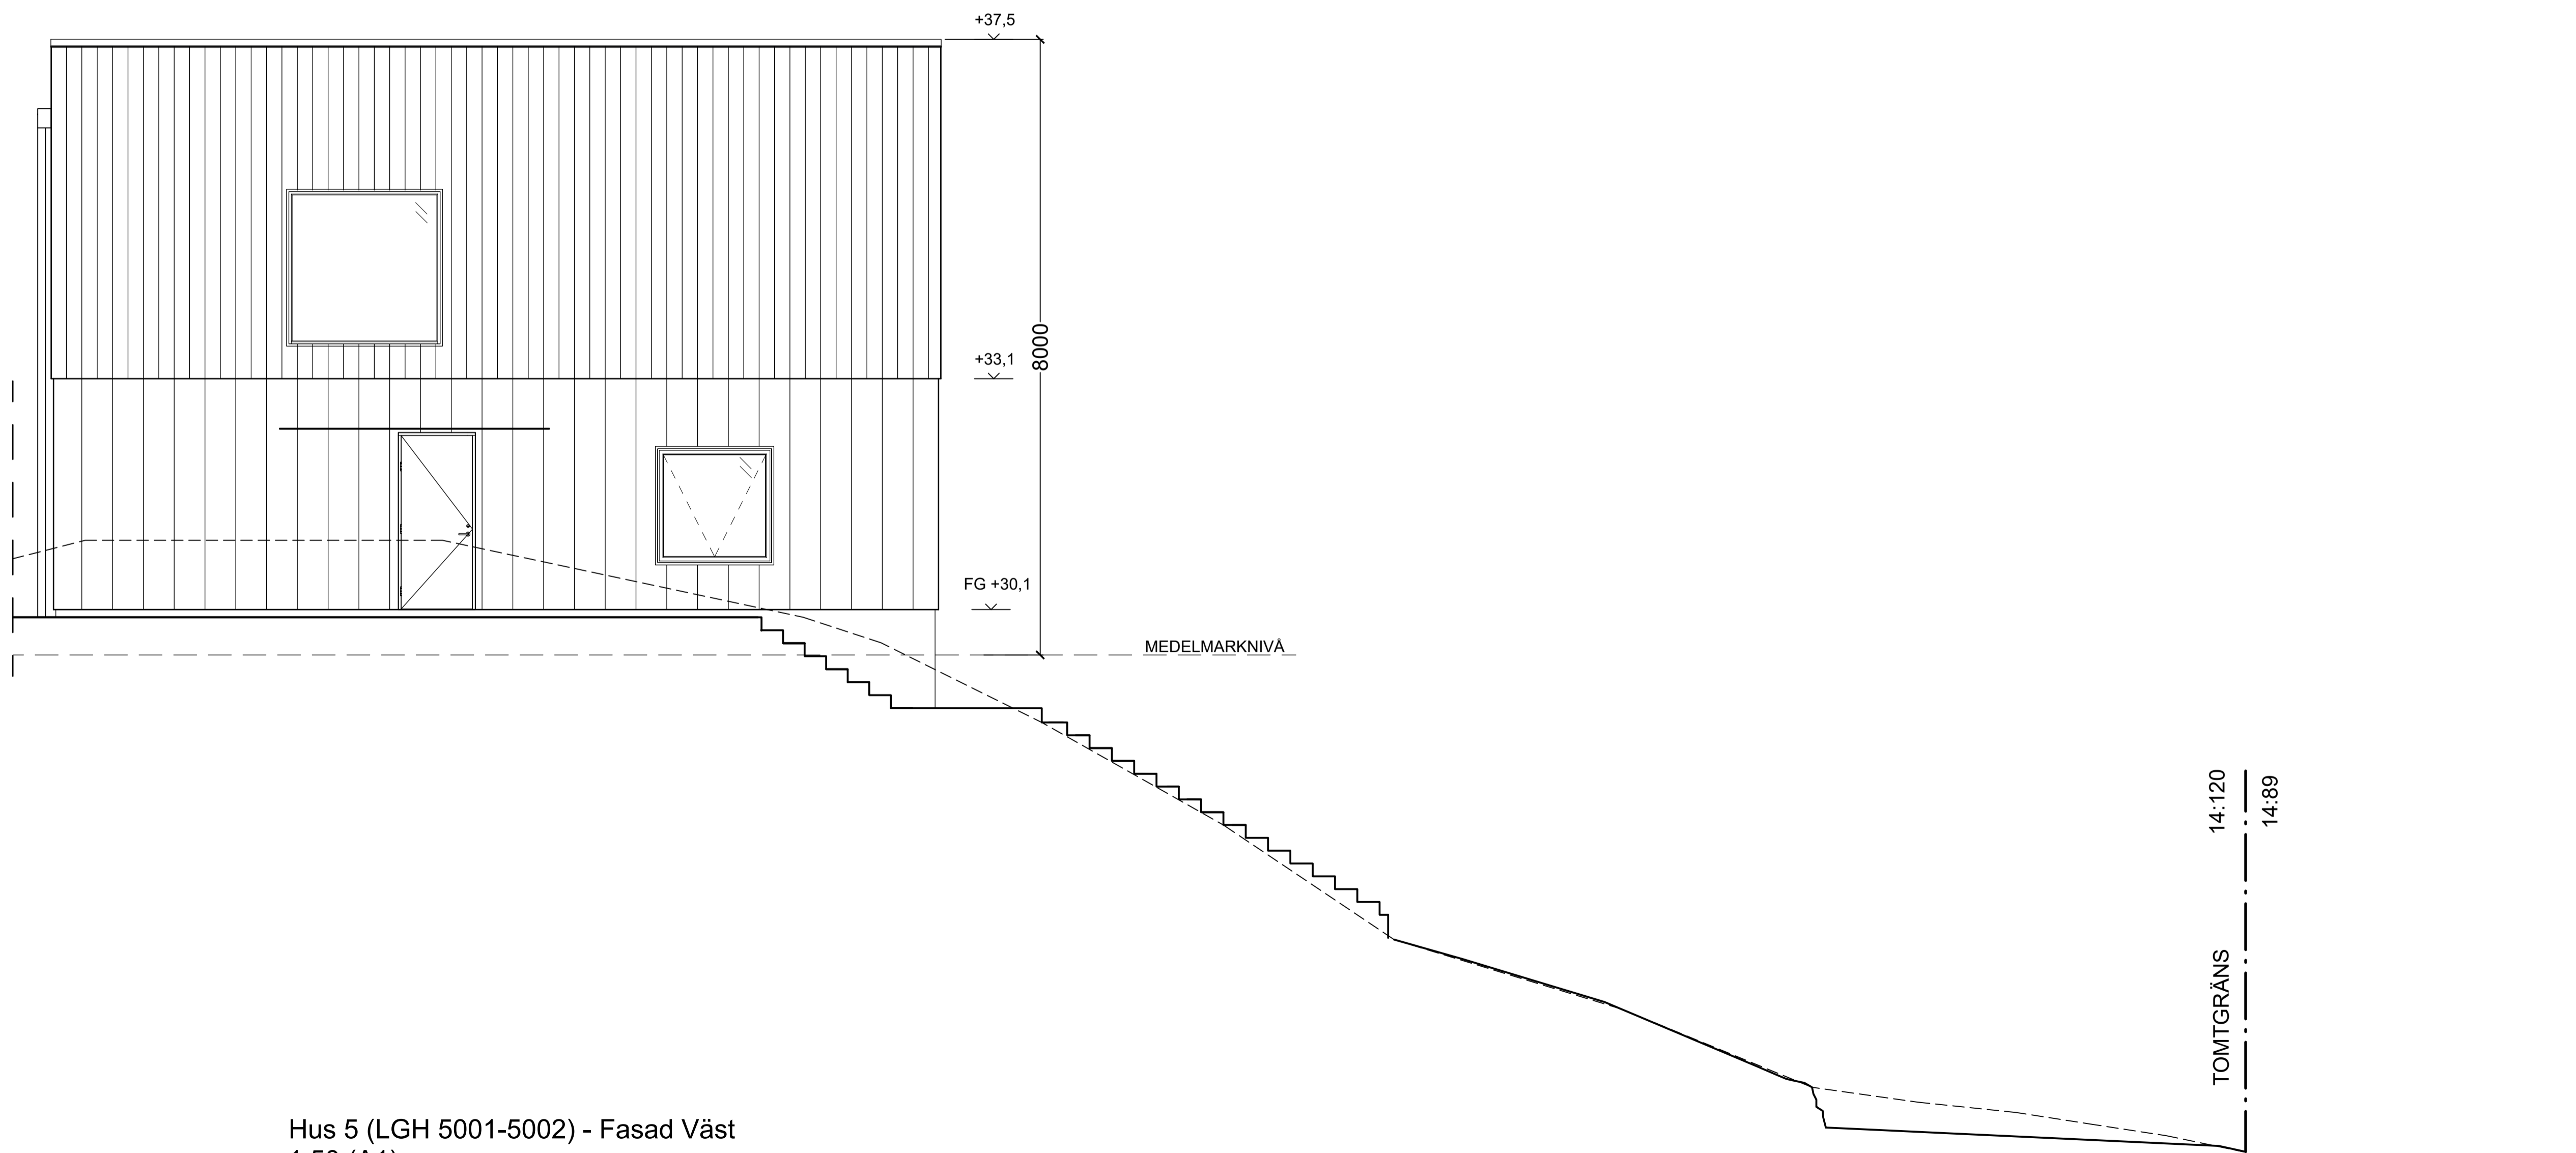 +37,5
+33,1
8000
FG +30,1
MEDELMARKNIVÅ
14:120
14:89
TOMTGRÄNS
Hus 5 (LGH 5001-5002) - Fasad Väst